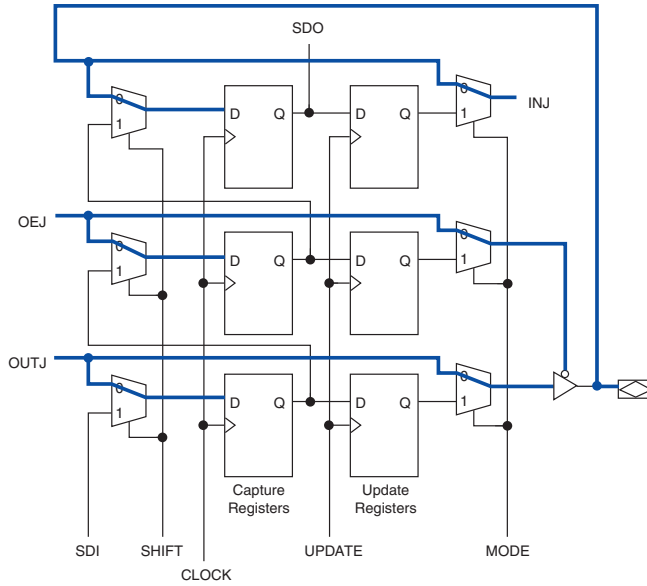 SDO
0
1
D Q
D Q
0
1
INJ
OEJ
0
1
D Q
D Q
0
1
OUTJ
0
1
D Q
D Q
0
1
Capture
Registers
Update
Registers
SDI
SHIFT
CLOCK
UPDATE
MODE